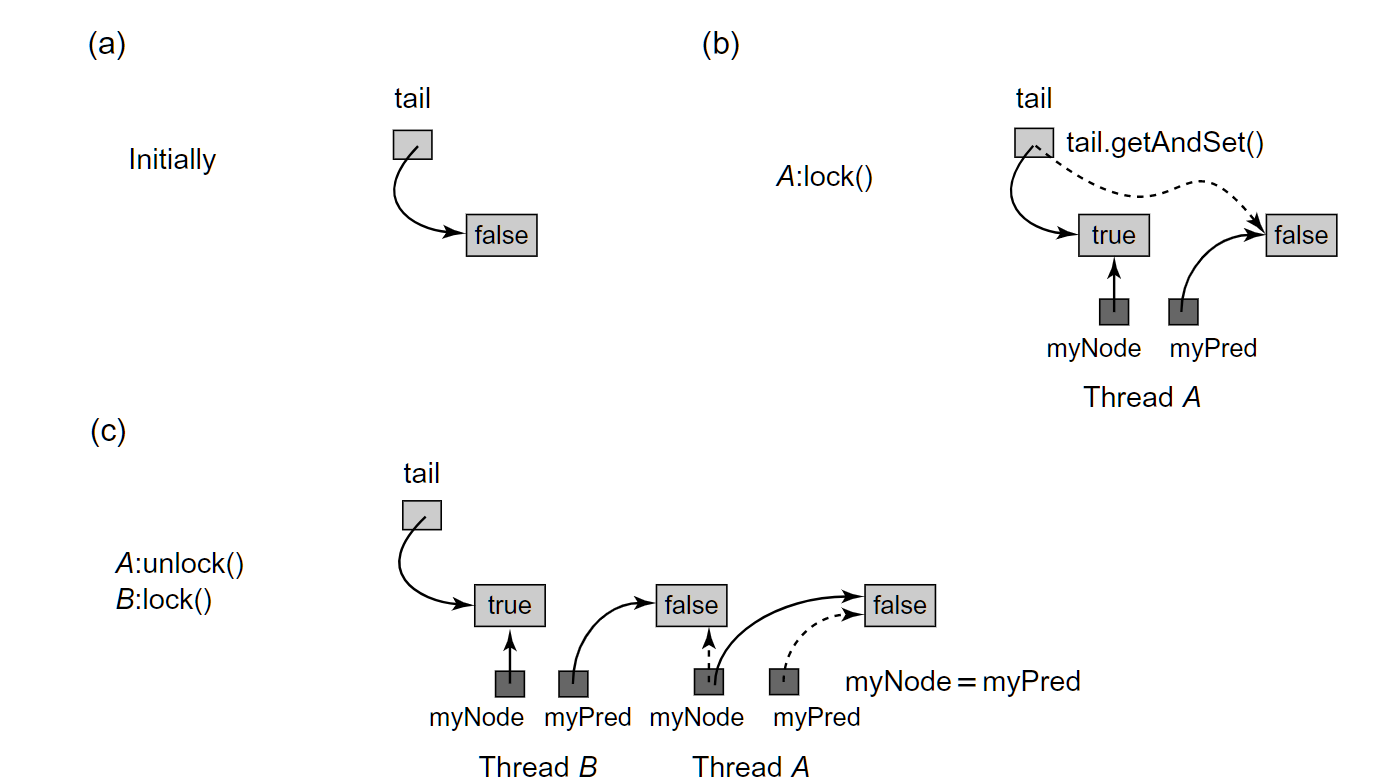 (a)
tail
Initially
false
(b)
tail
tail.getAndSet()
A:lock()
true
false
myNode
myPred
Thread A
(c)
tail
A:unlock()
B:lock()
true
false
false
myNode = myPred
myNode
myPred
myNode
myPred
Thread B
Thread A